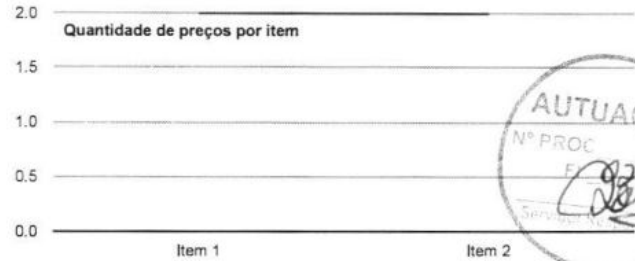 2.0
Quantidade de preços por item
1.5
1.0
0.5
0.0
Item 1
Item 2
AUTUA
Nº PROC